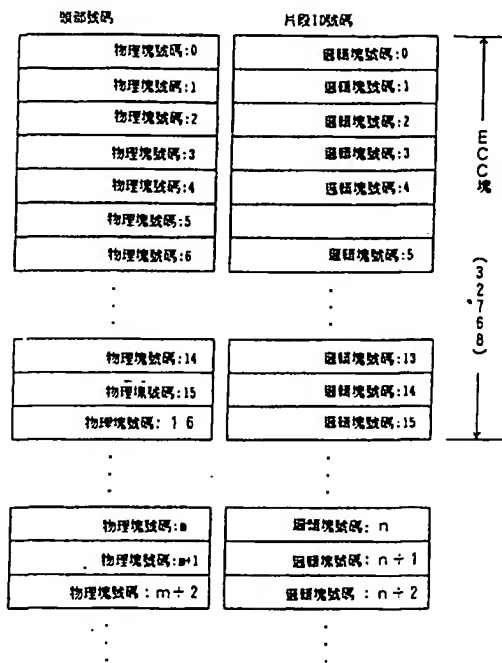 頭部號碼 片段ID號碼
物理塊號碼:0 邏輯塊號碼:0
物理塊號碼:1 邏輯塊號碼:1
物理塊號碼:2 邏輯塊號碼:2
物理塊號碼:3 邏輯塊號碼:3
物理塊號碼:4 邏輯塊號碼:4
物理塊號碼:5
物理塊號碼:6 邏輯塊號碼:5
ECC塊
(32768)
物理塊號碼:14 邏輯塊號碼:13
物理塊號碼:15 邏輯塊號碼:14
物理塊號碼: 16 邏輯塊號碼:15
物理塊號碼:m 邏輯塊號碼: n
物理塊號碼:m+1 邏輯塊號碼: n+1
物理塊號碼: m+2 邏輯塊號碼: n+2